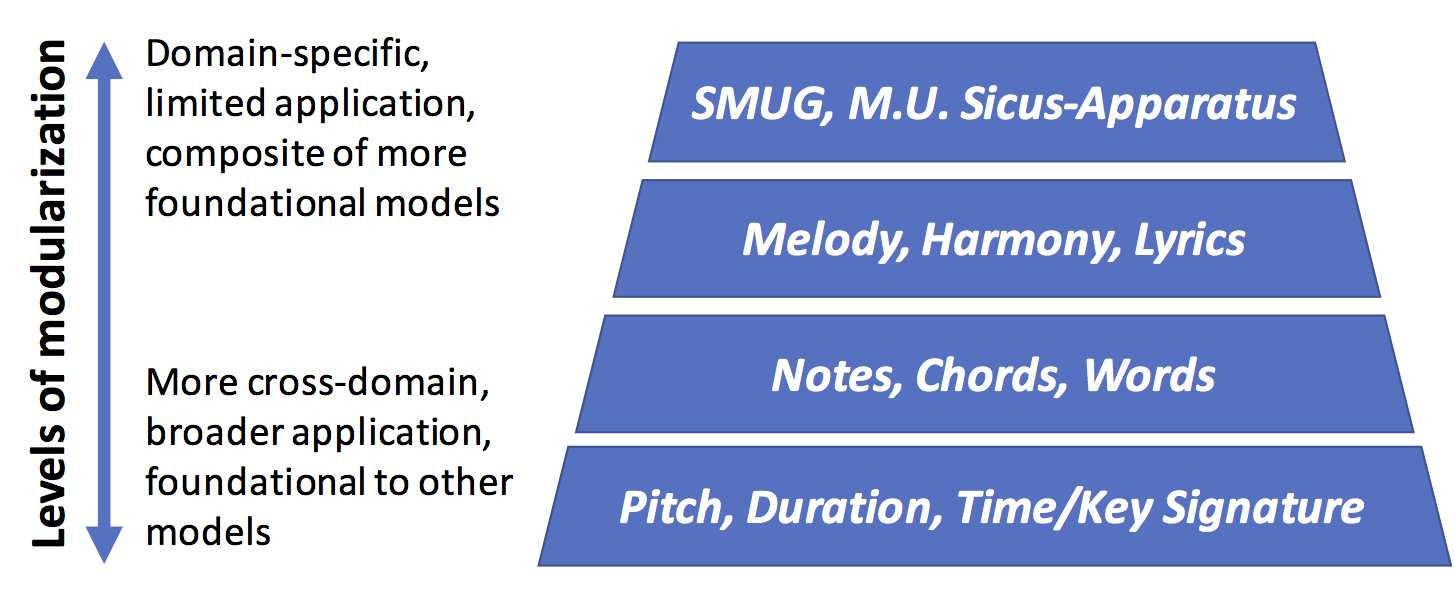 Levels of modularization
Domain-specific,
limited application,
composite of more
foundational models
More cross-domain,
broader application,
foundational to other
models
SMUG, M.U. Sicus-Apparatus
Melody, Harmony, Lyrics
Notes, Chords, Words
Pitch, Duration, Time/Key Signature